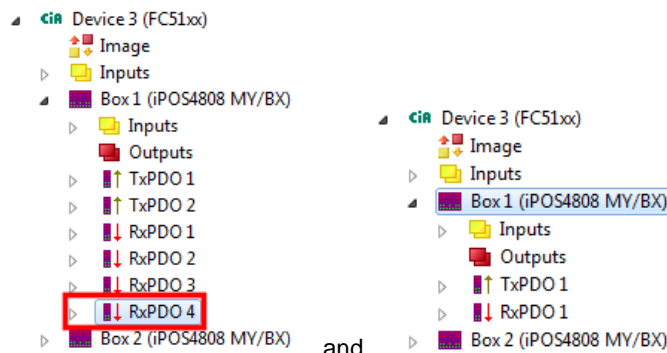 CiA Device 3 (FC51xx)
Image
Inputs
Box 1 (iPOS4808 MY/BX)
Inputs
Outputs
TxPDO 1
TxPDO 2
RxPDO 1
RxPDO 2
RxPDO 3
RxPDO 4
Box 2 (iPOS4808 MY/BX)
and
CiA Device 3 (FC51xx)
Image
Inputs
Box 1 (iPOS4808 MY/BX)
Inputs
Outputs
TxPDO 1
RxPDO 1
Box 2 (iPOS4808 MY/BX)